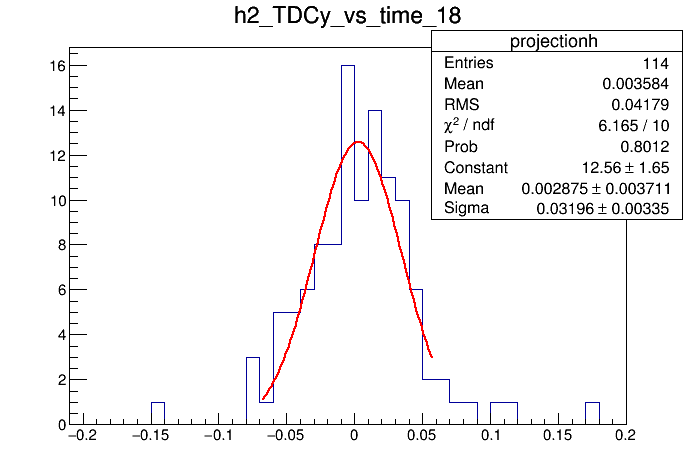 h2_TDCy_vs_time_18
projectionh
Entries 114
Mean 0.003584
RMS 0.04179
χ² / ndf 6.165 / 10
Prob 0.8012
Constant 12.56 ± 1.65
Mean 0.002875 ± 0.003711
Sigma 0.03196 ± 0.00335
16
14
12
10
8
6
4
2
0
−0.2 −0.15 −0.1 −0.05 0 0.05 0.1 0.15 0.2